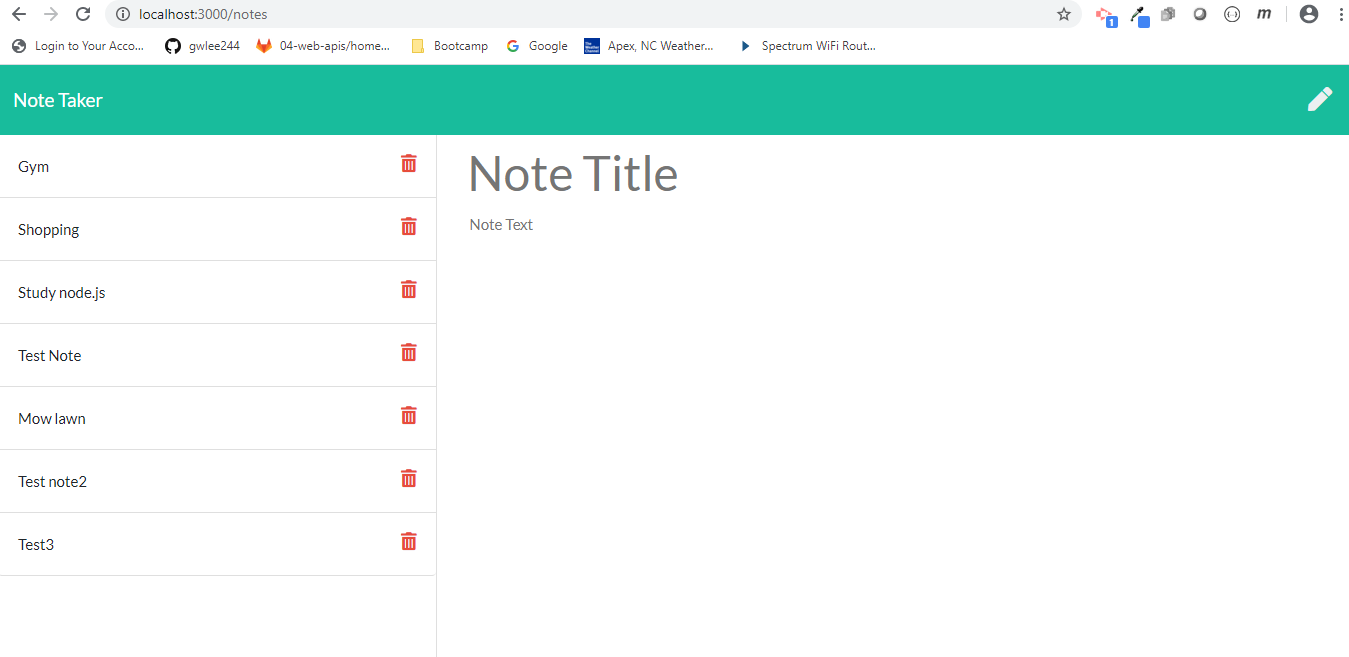 localhost:3000/notes
1
m
Login to Your Acco... gwlee244 04-web-apis/home... Bootcamp Google Apex, NC Weather... Spectrum WiFi Rout...
Note Taker
Gym
Shopping
Study node.js
Test Note
Mow lawn
Test note2
Test3
Note Title
Note Text